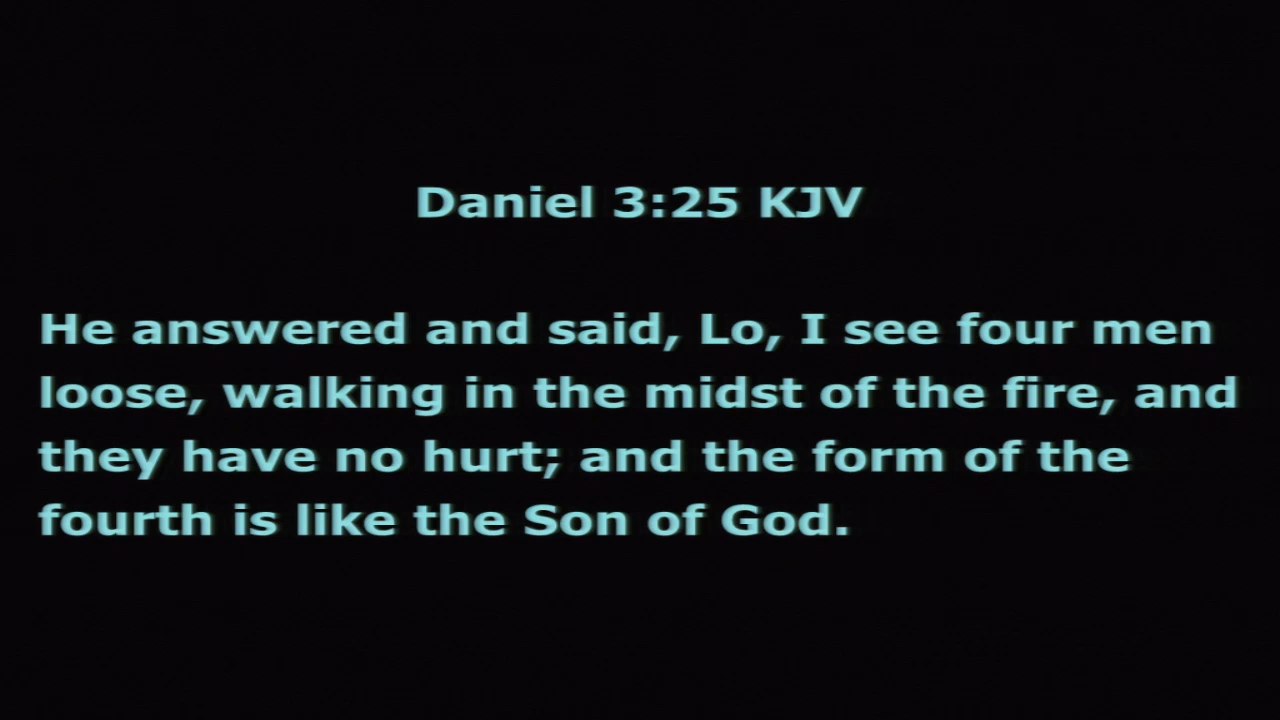 Daniel 3:25 KJV
He answered and said, Lo, I see four men
loose, walking in the midst of the fire, and
they have no hurt; and the form of the
fourth is like the Son of God.